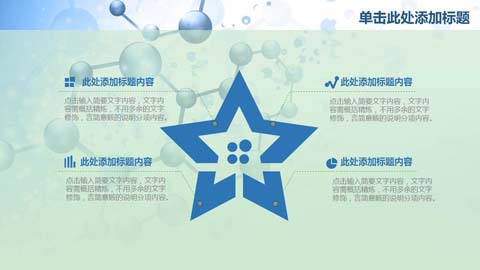 单击此处添加标题
此处添加标题内容
点击输入简要文字内容，文字内
容需概括精炼，不用多余的文字
修饰，言简意赅的说明分项内容。
此处添加标题内容
点击输入简要文字内容，文字内
容需概括精炼，不用多余的文字
修饰，言简意赅的说明分项内容。
此处添加标题内容
点击输入简要文字内容，文字内
容需概括精炼，不用多余的文字
修饰，言简意赅的说明分项内容。
此处添加标题内容
点击输入简要文字内容，文字内
容需概括精炼，不用多余的文字
修饰，言简意赅的说明分项内容。